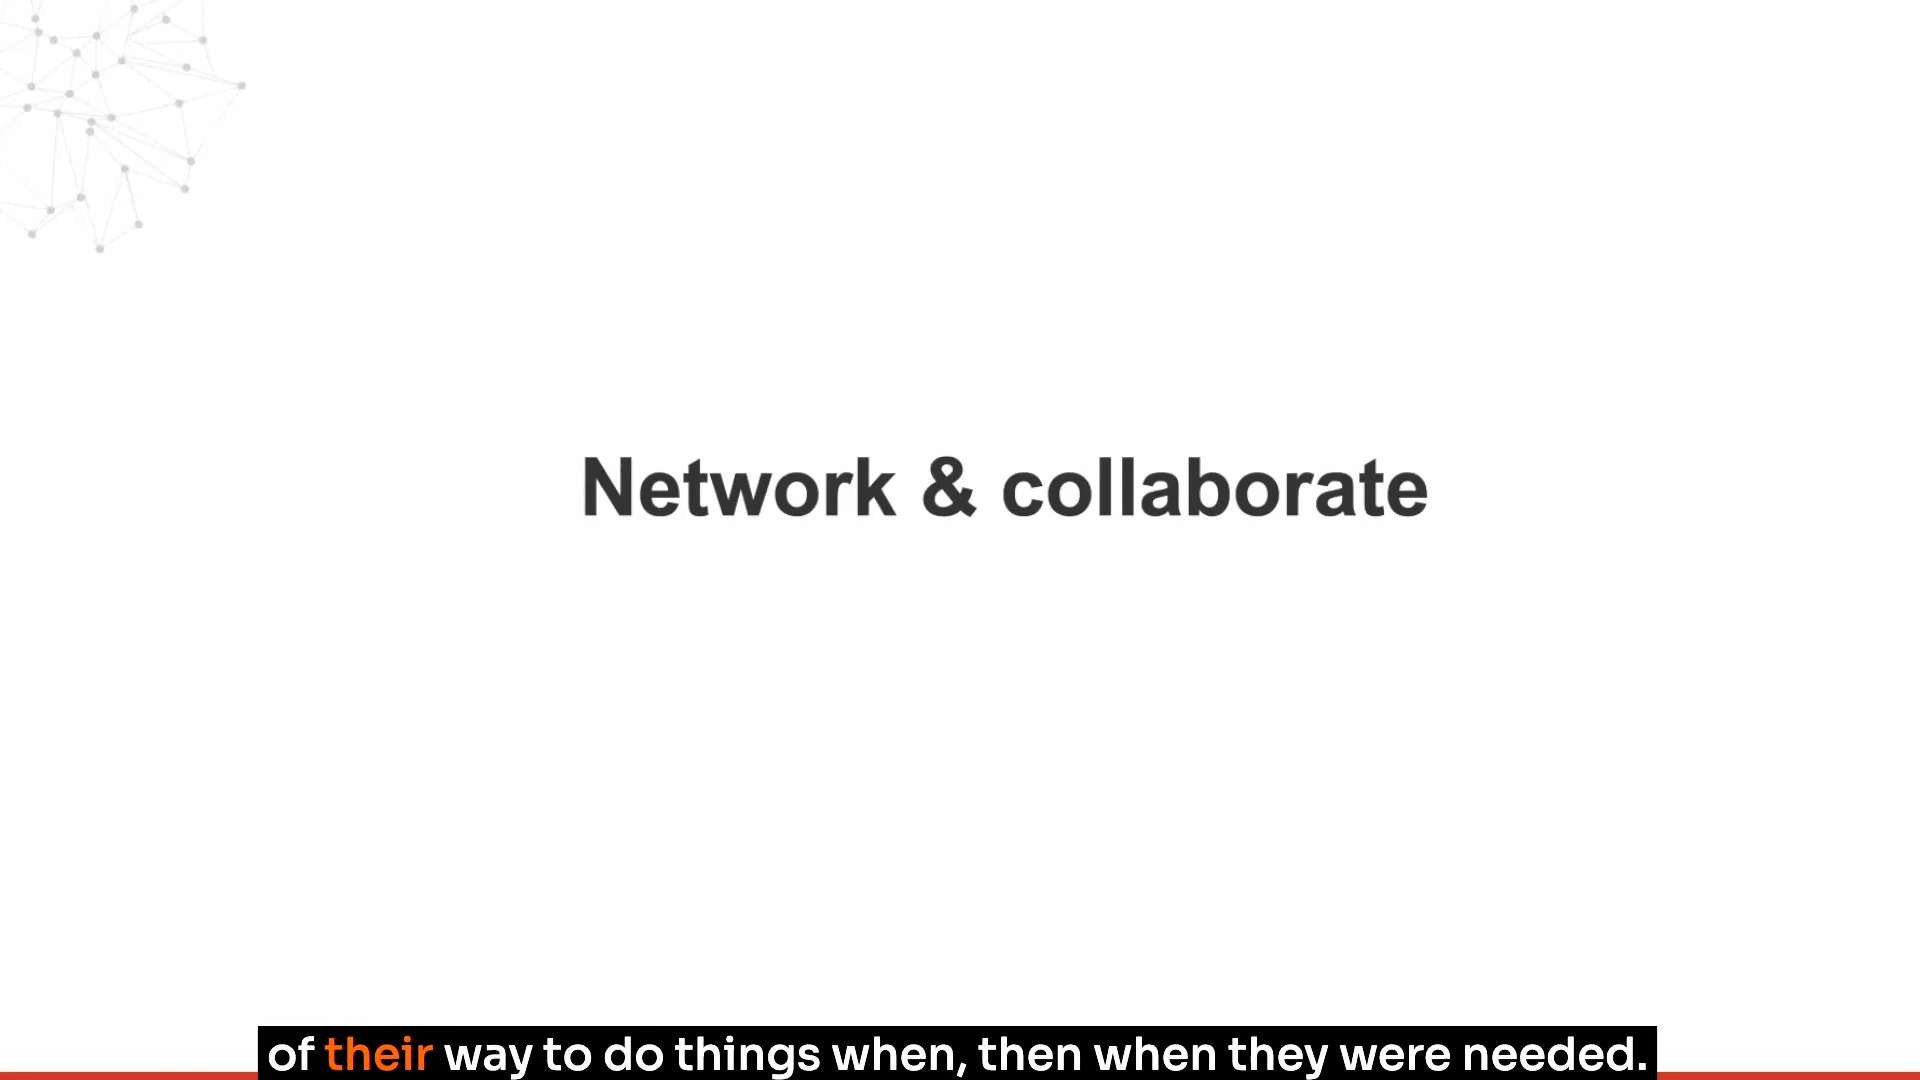 Network & collaborate
of their way to do things when, then when they were needed.